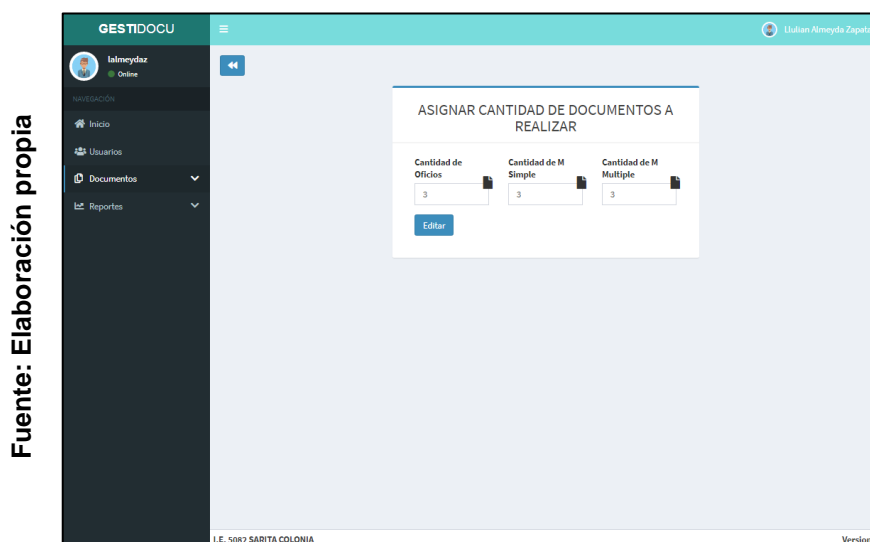 Fuente: Elaboración propia
GESTIDOCU
Llulian Almeyda Zapata
lalmeydaz
Online
NAVEGACIÓN
Inicio
Usuarios
Documentos
Reportes
ASIGNAR CANTIDAD DE DOCUMENTOS A
REALIZAR
Cantidad de
Oficios
3
Cantidad de M
Simple
3
Cantidad de M
Multiple
3
Editar
I.E. 5082 SARITA COLONIA
Version